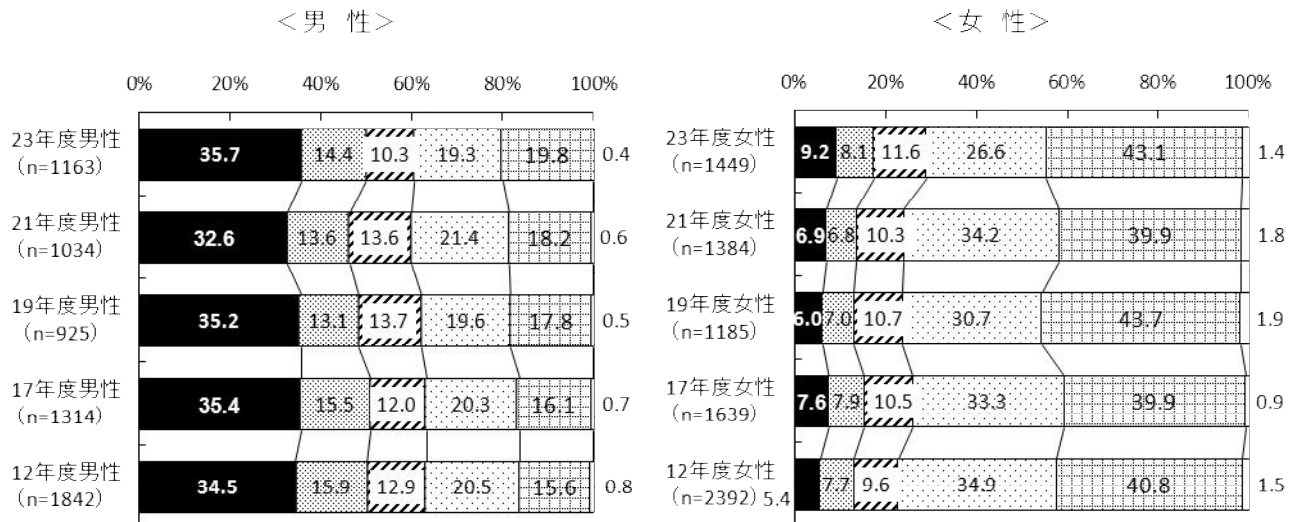 ＜男 性＞
0% 20% 40% 60% 80% 100%
23年度男性 35.7 14.4 10.3 19.3 19.8 0.4
（n=1163）
21年度男性 32.6 13.6 13.6 21.4 18.2 0.6
（n=1034）
19年度男性 35.2 13.1 13.7 19.6 17.8 0.5
（n=925）
17年度男性 35.4 15.5 12.0 20.3 16.1 0.7
（n=1314）
12年度男性 34.5 15.9 12.9 20.5 15.6 0.8
（n=1842）
＜女 性＞
0% 20% 40% 60% 80% 100%
23年度女性 9.2 8.1 11.6 26.6 43.1 1.4
（n=1449）
21年度女性 6.9 6.8 10.3 34.2 39.9 1.8
（n=1384）
19年度女性 6.0 7.0 10.7 30.7 43.7 1.9
（n=1185）
17年度女性 7.6 7.9 10.5 33.3 39.9 0.9
（n=1639）
12年度女性 7.7 9.6 34.9 40.8 1.5
（n=2392） 5.4